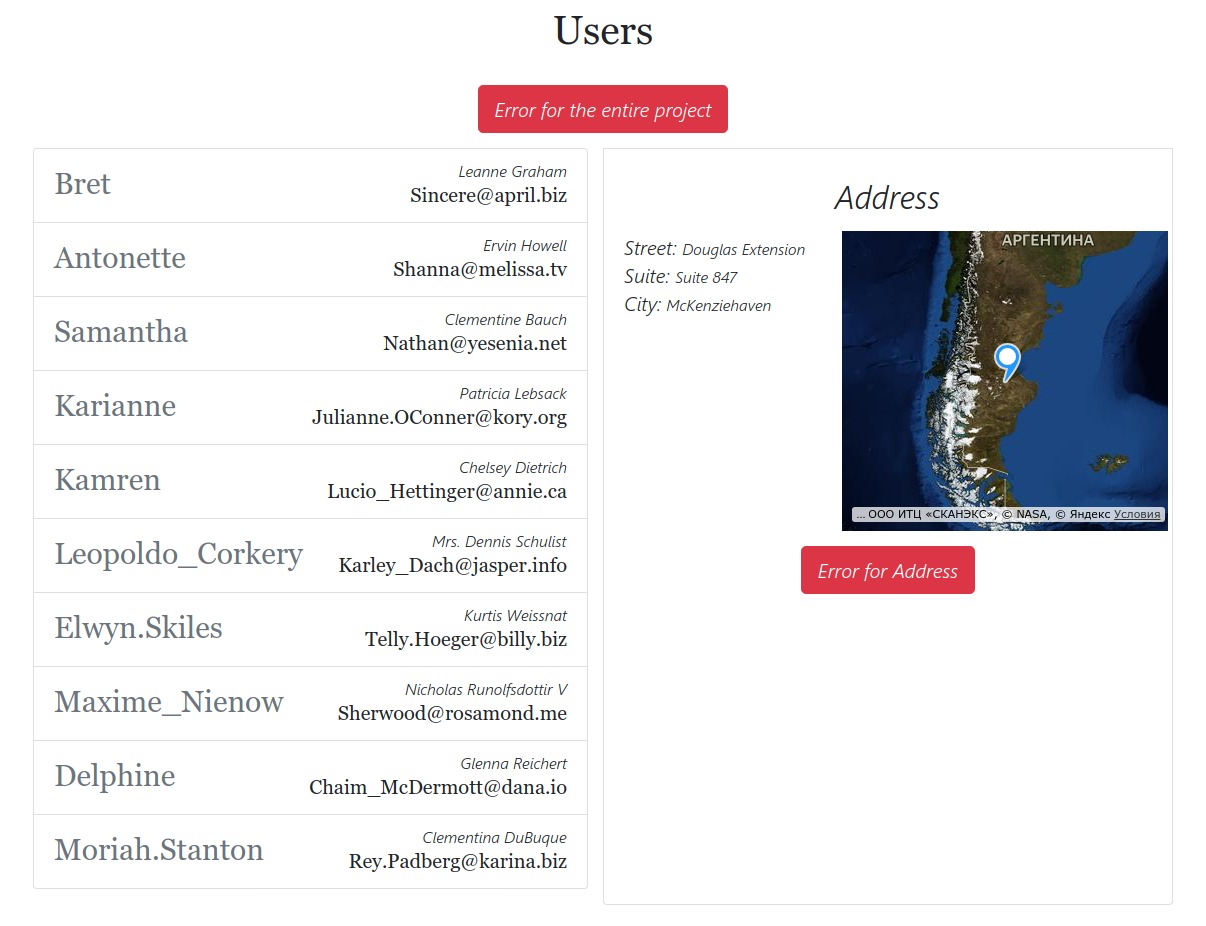 Users
Error for the entire project
Bret
Leanne Graham
Sincere@april.biz
Antonette
Ervin Howell
Shanna@melissa.tv
Samantha
Clementine Bauch
Nathan@yesenia.net
Karianne
Patricia Lebsack
Julianne.OConner@kory.org
Kamren
Chelsey Dietrich
Lucio_Hettinger@annie.ca
Leopoldo_Corkery
Mrs. Dennis Schulist
Karley_Dach@jasper.info
Elwyn.Skiles
Kurtis Weissnat
Telly.Hoeger@billy.biz
Maxime_Nienow
Nicholas Runolfsdottir V
Sherwood@rosamond.me
Delphine
Glenna Reichert
Chaim_McDermott@dana.io
Moriah.Stanton
Clementina DuBuque
Rey.Padberg@karina.biz
Address
Street: Douglas Extension
Suite: Suite 847
City: McKenziehaven
АРГЕНТИНА
... ООО ИТЦ «СКАНЭКС», © NASA, © Яндекс Условия
Error for Address